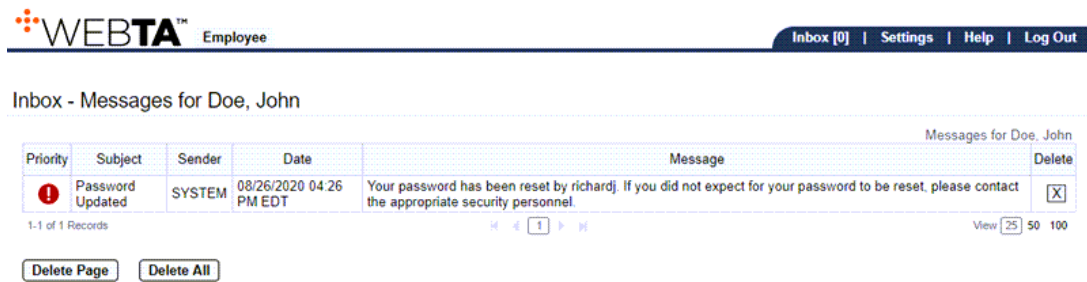 WEBTA™ Employee Inbox [0] | Settings | Help | Log Out
Inbox - Messages for Doe, John
Messages for Doe, John
Priority Subject Sender Date Message Delete
Password Updated SYSTEM 08/26/2020 04:26 PM EDT Your password has been reset by richardj. If you did not expect for your password to be reset, please contact the appropriate security personnel. X
1-1 of 1 Records 1 View 25 50 100
Delete Page Delete All